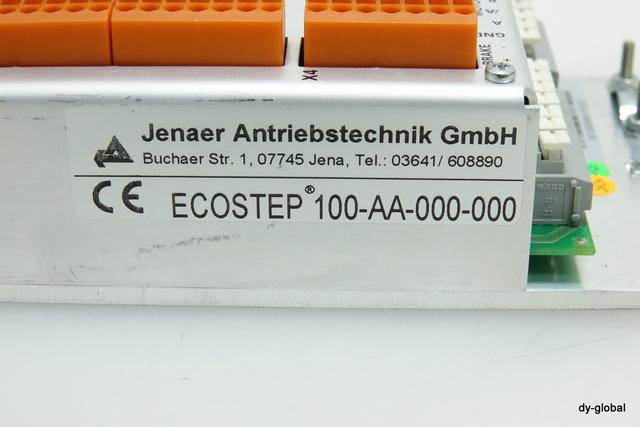 GND
BRAKE
X4
Jenaer Antriebstechnik GmbH
Buchaer Str. 1, 07745 Jena, Tel.: 03641/ 608890
CE ECOSTEP® 100-AA-000-000
dy-global